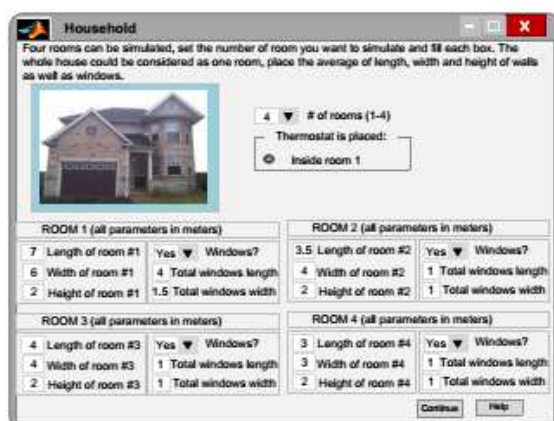 Household
X
Four rooms can be simulated, set the number of room you want to simulate and fill each box. The
whole house could be considered as one room, place the average of length, width and height of walls
as well as windows.
4 ▼ # of rooms (1-4)
Thermostat is placed:
Inside room 1
ROOM 1 (all parameters in meters)
7 Length of room #1
6 Width of room #1
2 Height of room #1
Yes ▼ Windows?
4 Total windows length
1.5 Total windows width
ROOM 2 (all parameters in meters)
3.5 Length of room #2
4 Width of room #2
2 Height of room #2
Yes ▼ Windows?
1 Total windows length
1 Total windows width
ROOM 3 (all parameters in meters)
4 Length of room #3
4 Width of room #3
2 Height of room #3
Yes ▼ Windows?
1 Total windows length
1 Total windows width
ROOM 4 (all parameters in meters)
3 Length of room #4
3 Width of room #4
2 Height of room #4
Yes ▼ Windows?
1 Total windows length
1 Total windows width
Continue
Help